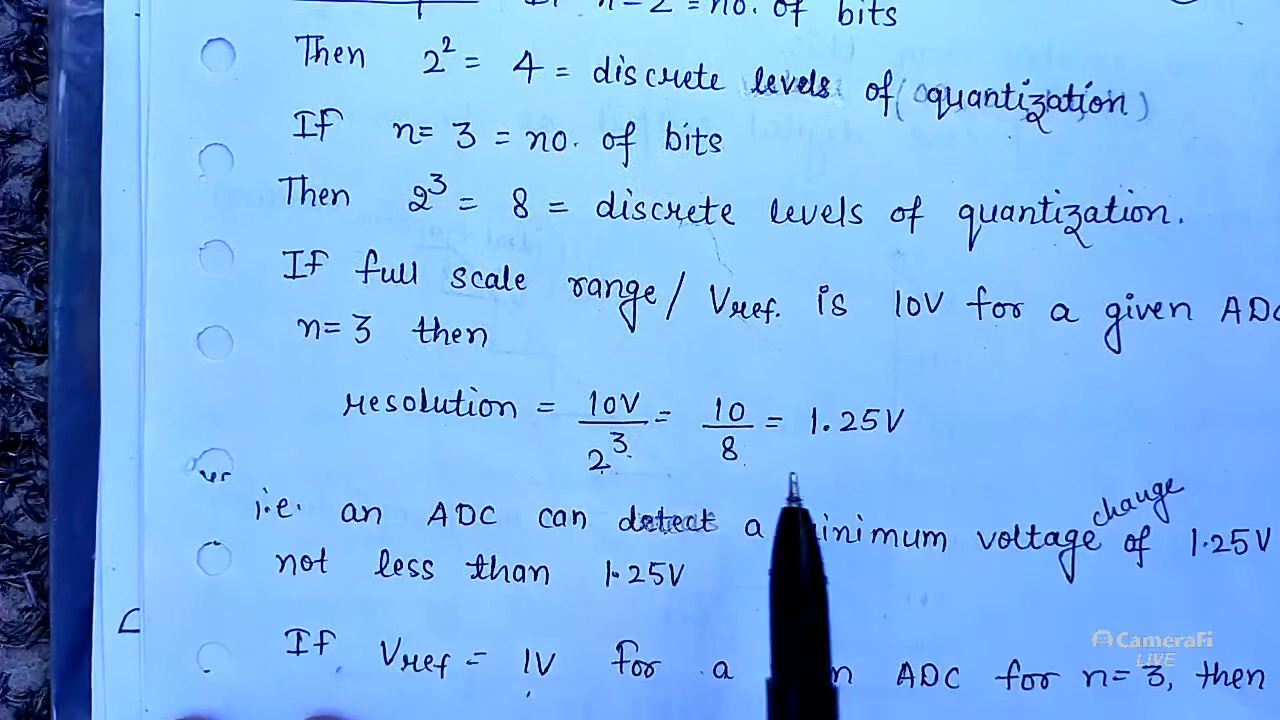 If n=2 = no. of bits
Then 2² = 4 = discrete levels of quantization
If n= 3 = no. of bits
Then 2³ = 8 = discrete levels of quantization.
If full scale range/ Vref. is 10V for a given ADC
n=3 then
resolution = 10V/2³ = 10/8 = 1.25V
i.e. an ADC can detect a minimum voltage change of 1.25V
not less than 1.25V
If Vref = 1V for a ADC for n=3, then
CameraFi
LIVE